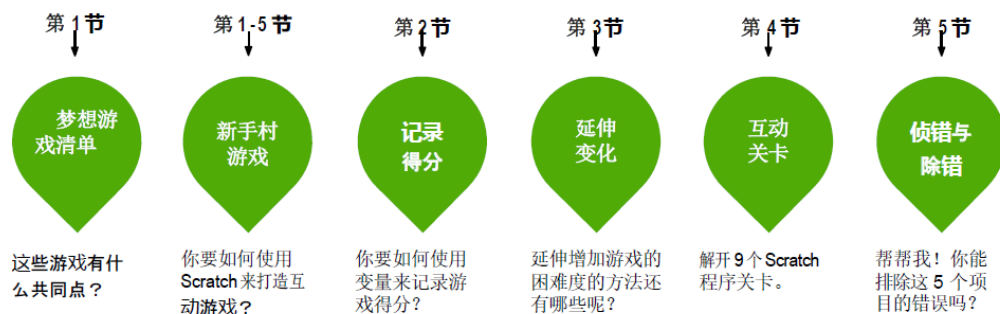 第 1 节
第 1-5 节
第 2 节
第 3 节
第 4 节
第 5 节
梦想游
戏清单
新手村
游戏
记录
得分
延伸
变化
互动
关卡
侦错与
除错
这些游戏有什
么共同点？
你要如何使用
Scratch 来打造互
动游戏？
你要如何使用
变量来记录游
戏得分？
延伸增加游戏的
困难度的方法还
有哪些呢？
解开 9 个 Scratch
程序关卡。
帮帮我！你能
排除这 5 个项
目的错误吗？